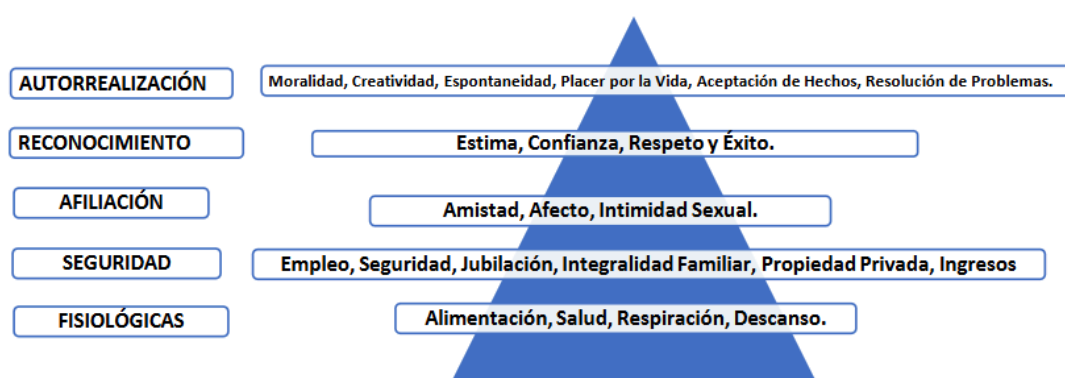 AUTORREALIZACIÓN
Moralidad, Creatividad, Espontaneidad, Placer por la Vida, Aceptación de Hechos, Resolución de Problemas.
RECONOCIMIENTO
Estima, Confianza, Respeto y Éxito.
AFILIACIÓN
Amistad, Afecto, Intimidad Sexual.
SEGURIDAD
Empleo, Seguridad, Jubilación, Integralidad Familiar, Propiedad Privada, Ingresos
FISIOLÓGICAS
Alimentación, Salud, Respiración, Descanso.